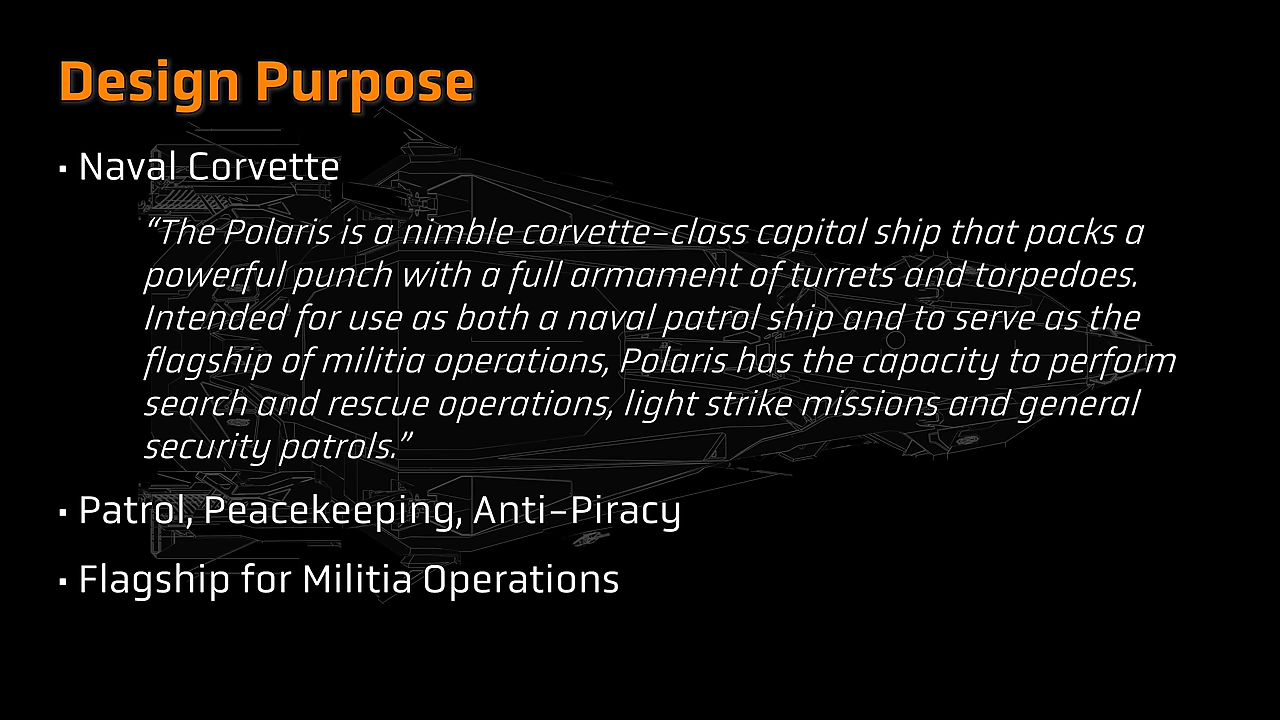 Design Purpose
▪ Naval Corvette
“The Polaris is a nimble corvette-class capital ship that packs a
powerful punch with a full armament of turrets and torpedoes.
Intended for use as both a naval patrol ship and to serve as the
flagship of militia operations, Polaris has the capacity to perform
search and rescue operations, light strike missions and general
security patrols.”
▪ Patrol, Peacekeeping, Anti-Piracy
▪ Flagship for Militia Operations